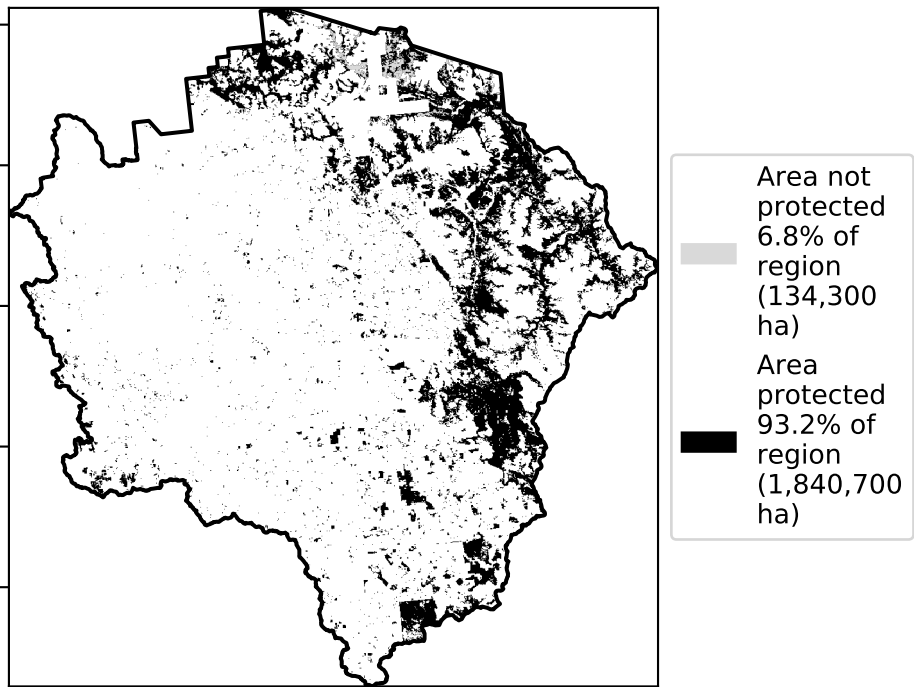 Area not
protected
6.8% of
region
(134,300
ha)
Area
protected
93.2% of
region
(1,840,700
ha)